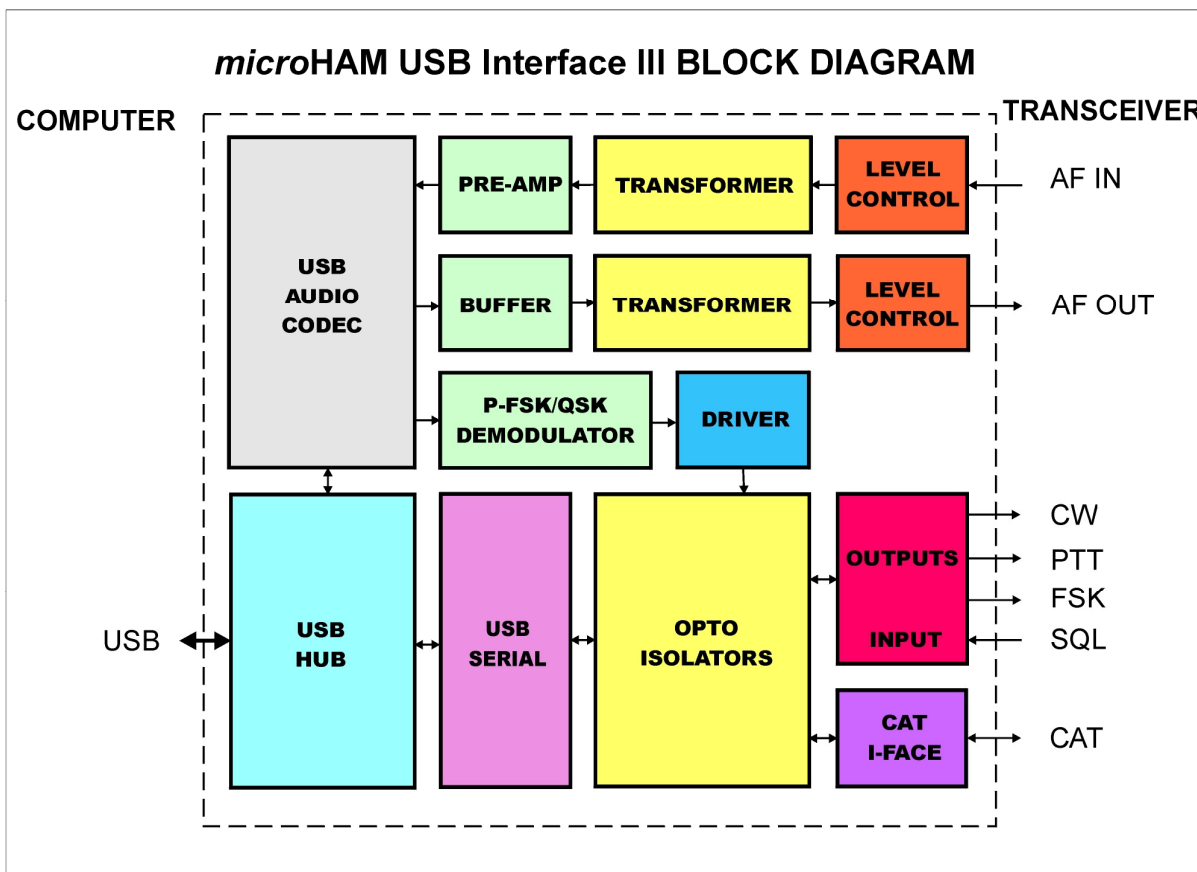 microHAM USB Interface III BLOCK DIAGRAM
COMPUTER
TRANSCEIVER
USB
AUDIO
CODEC
PRE-AMP
TRANSFORMER
LEVEL
CONTROL
AF IN
BUFFER
TRANSFORMER
LEVEL
CONTROL
AF OUT
P-FSK/QSK
DEMODULATOR
DRIVER
USB
USB
HUB
USB
SERIAL
OPTO
ISOLATORS
OUTPUTS
INPUT
CW
PTT
FSK
SQL
CAT
I-FACE
CAT